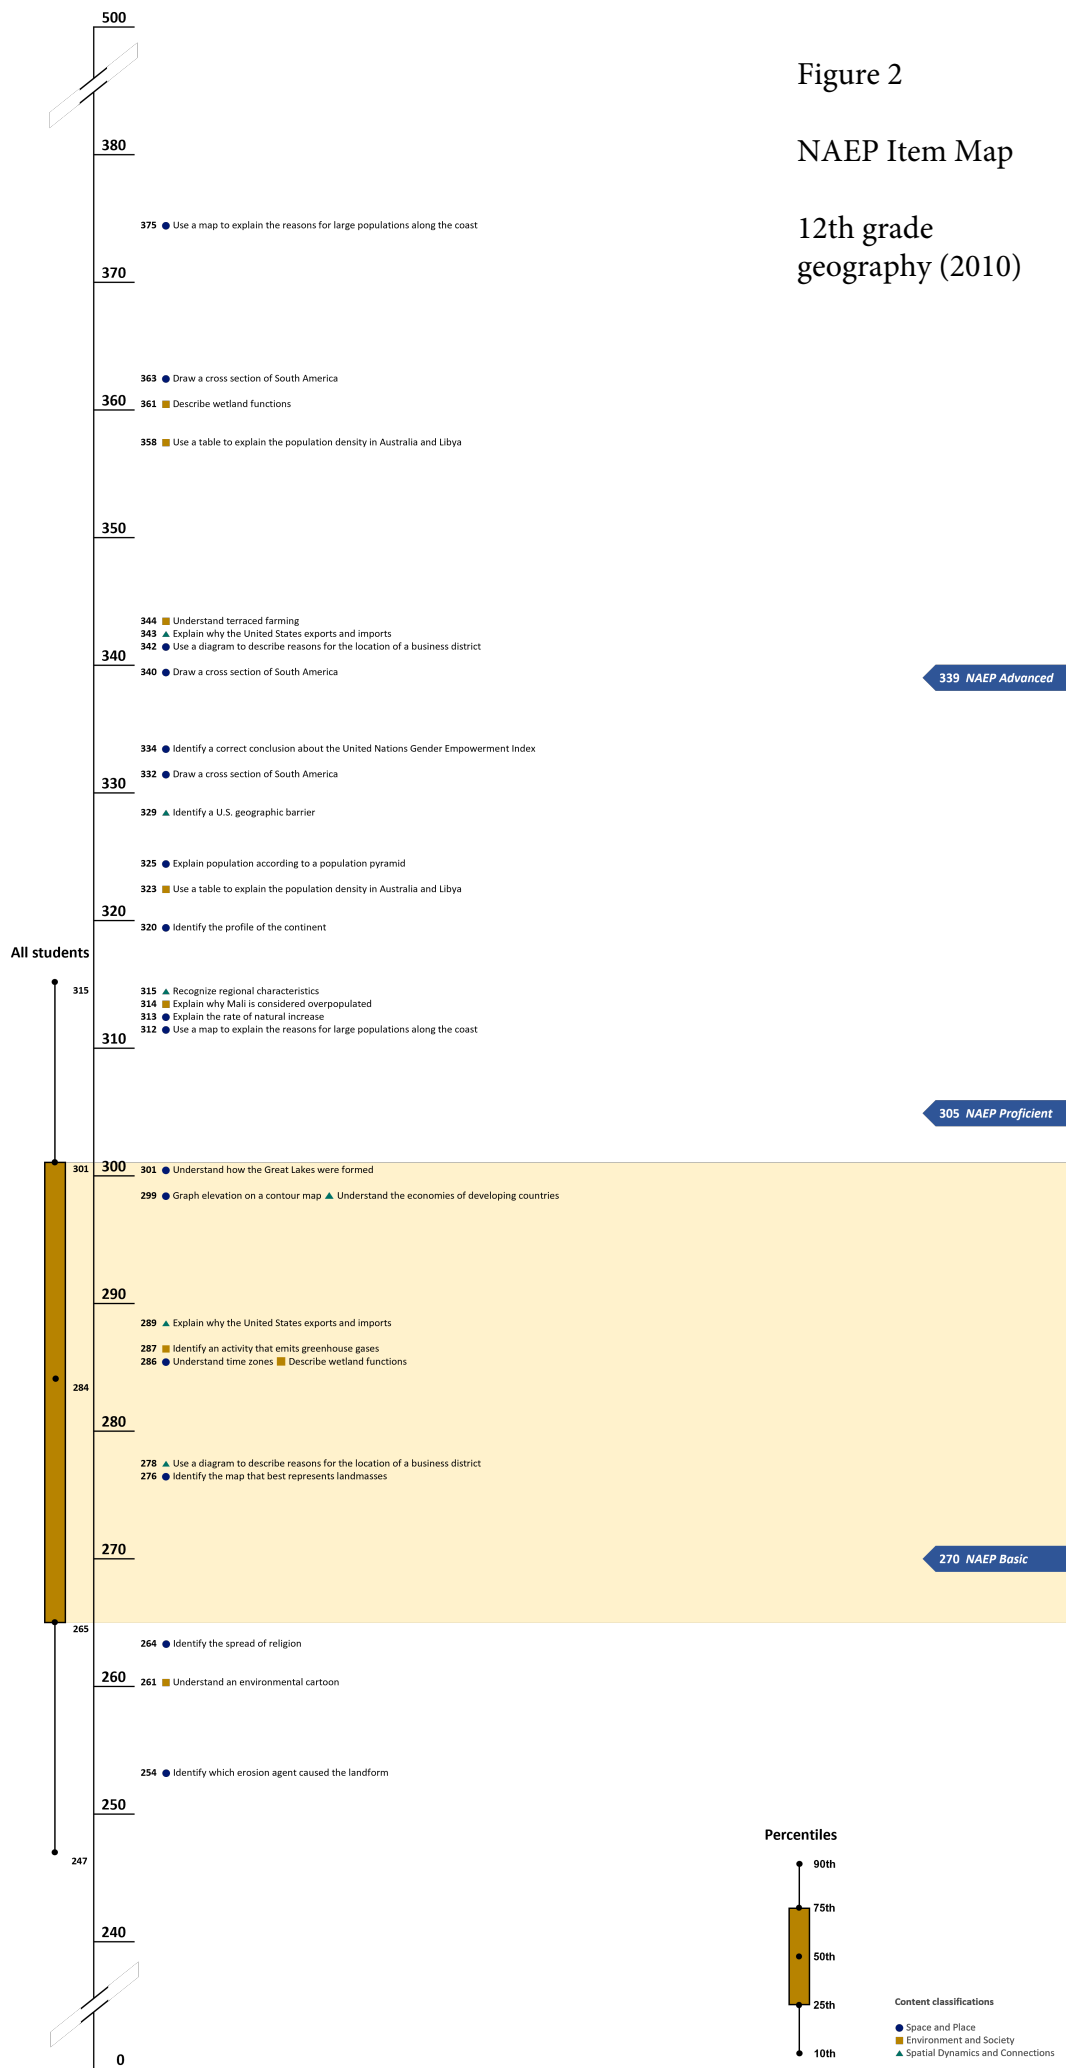 500
Figure 2
NAEP Item Map
12th grade
geography (2010)
380
375 Use a map to explain the reasons for large populations along the coast
370
363 Draw a cross section of South America
361 Describe wetland functions
360
358 Use a table to explain the population density in Australia and Libya
350
344 Understand terraced farming
343 Explain why the United States exports and imports
342 Use a diagram to describe reasons for the location of a business district
340
340 Draw a cross section of South America
339 NAEP Advanced
334 Identify a correct conclusion about the United Nations Gender Empowerment Index
332 Draw a cross section of South America
330
329 Identify a U.S. geographic barrier
325 Explain population according to a population pyramid
323 Use a table to explain the population density in Australia and Libya
320
320 Identify the profile of the continent
All students
315
315 Recognize regional characteristics
314 Explain why Mali is considered overpopulated
313 Explain the rate of natural increase
312 Use a map to explain the reasons for large populations along the coast
310
305 NAEP Proficient
301
300
301 Understand how the Great Lakes were formed
299 Graph elevation on a contour map Understand the economies of developing countries
290
289 Explain why the United States exports and imports
287 Identify an activity that emits greenhouse gases
286 Understand time zones Describe wetland functions
284
280
278 Use a diagram to describe reasons for the location of a business district
276 Identify the map that best represents landmasses
270
270 NAEP Basic
265
264 Identify the spread of religion
260
261 Understand an environmental cartoon
254 Identify which erosion agent caused the landform
250
247
240
0
Percentiles
90th
75th
50th
25th
10th
Content classifications
Space and Place
Environment and Society
Spatial Dynamics and Connections